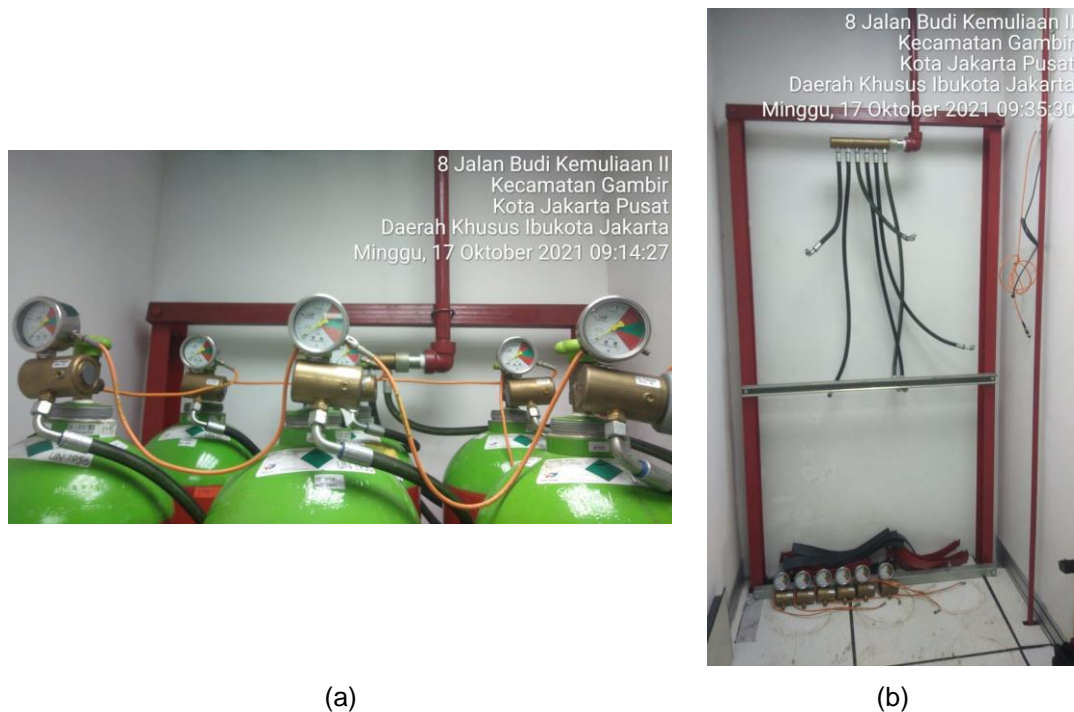 8 Jalan Budi Kemuliaan II
Kecamatan Gambir
Kota Jakarta Pusat
Daerah Khusus Ibukota Jakarta
Minggu, 17 Oktober 2021 09:14:27
UN 1956
8 Jalan Budi Kemuliaan II
Kecamatan Gambir
Kota Jakarta Pusat
Daerah Khusus Ibukota Jakarta
Minggu, 17 Oktober 2021 09:35:30
(a)
(b)